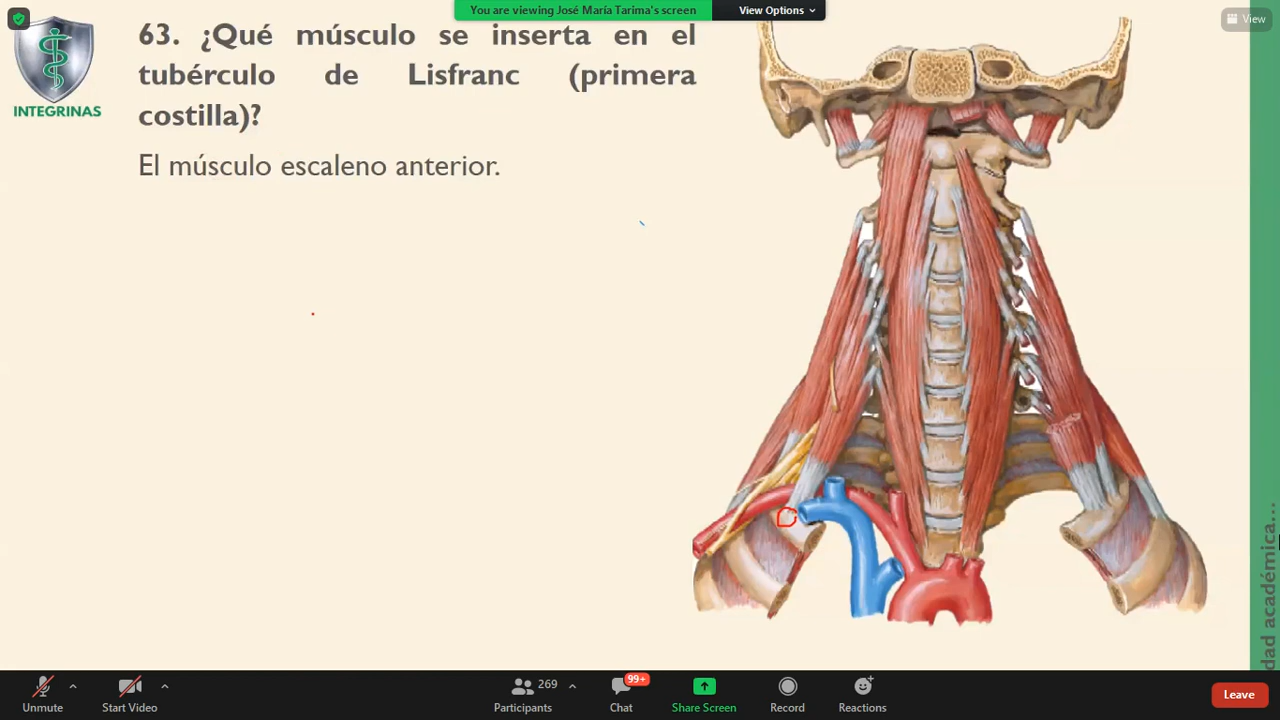 You are viewing José María Tarima's screen
View Options
View
63. ¿Qué músculo se inserta en el
tubérculo de Lisfranc (primera
costilla)?
INTEGRINAS
El músculo escaleno anterior.
dad académica...
Unmute
Start Video
269
Participants
99+
Chat
Share Screen
Record
Reactions
Leave